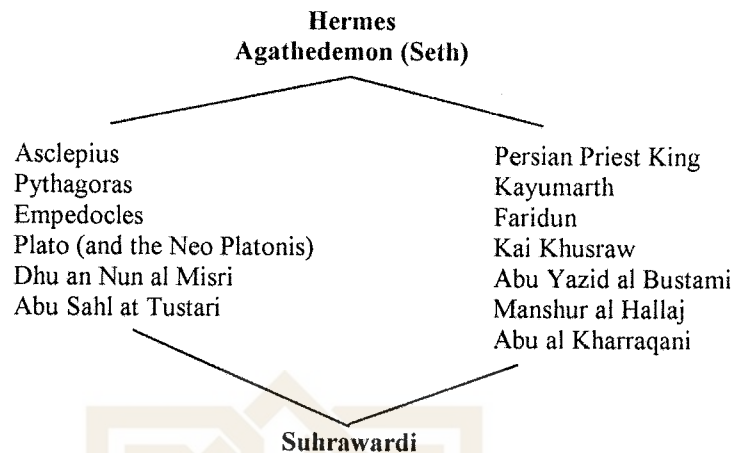 Hermes
Agathedemon (Seth)
Asclepius
Pythagoras
Empedocles
Plato (and the Neo Platonis)
Dhu an Nun al Misri
Abu Sahl at Tustari
Persian Priest King
Kayumarth
Faridun
Kai Khusraw
Abu Yazid al Bustami
Manshur al Hallaj
Abu al Kharraqani
Suhrawardi